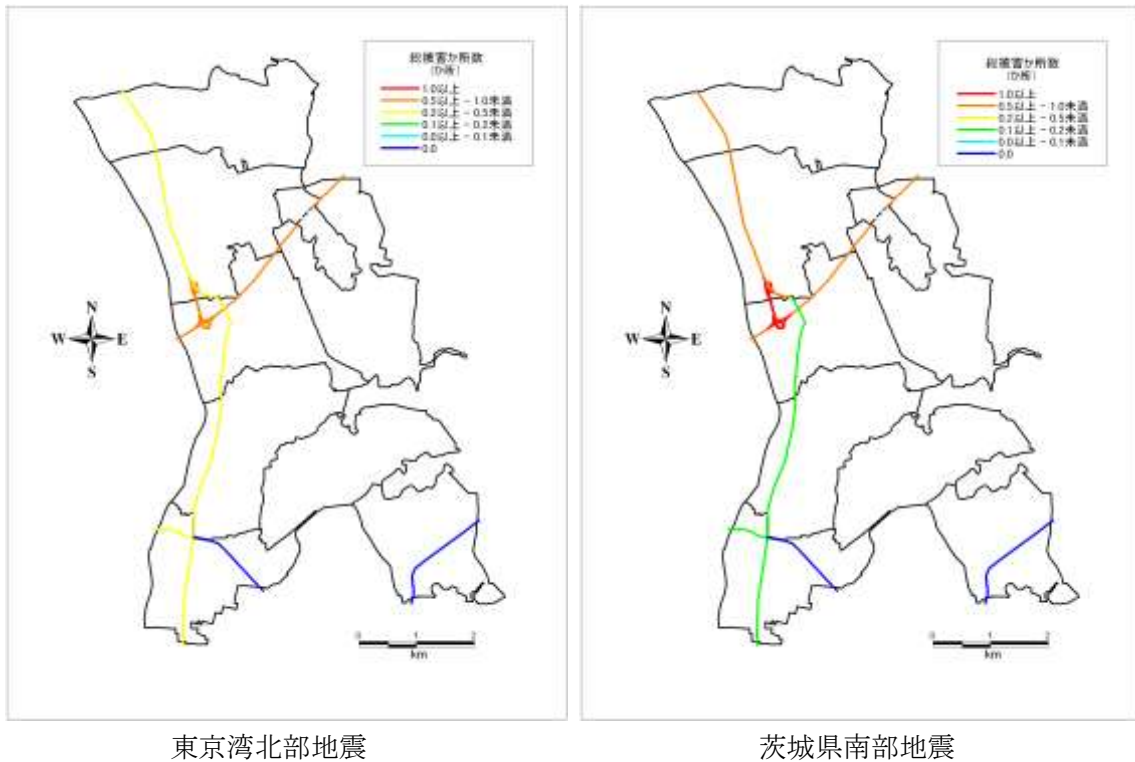 総被害か所数
(か所)
1.0以上
0.5以上 - 1.0未満
0.2以上 - 0.5未満
0.1以上 - 0.2未満
0.0以上 - 0.1未満
0.0
N
W
E
S
0 1 2
km
東京湾北部地震
総被害か所数
(か所)
1.0以上
0.5以上 - 1.0未満
0.2以上 - 0.5未満
0.1以上 - 0.2未満
0.0以上 - 0.1未満
0.0
N
W
E
S
0 1 2
km
茨城県南部地震